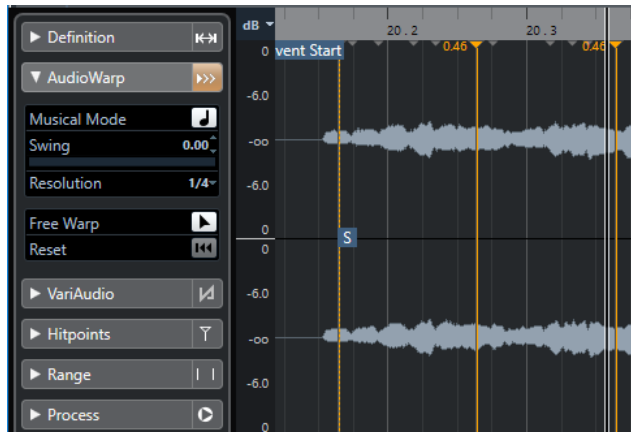 Definition
AudioWarp
Musical Mode
Swing 0.00
Resolution 1/4
Free Warp
Reset
VariAudio
Hitpoints
Range
Process
dB
20.2 20.3
0 vent Start 0.46 0.46
-6.0
-∞
-6.0
0
0 S
-6.0
-∞
-6.0
0